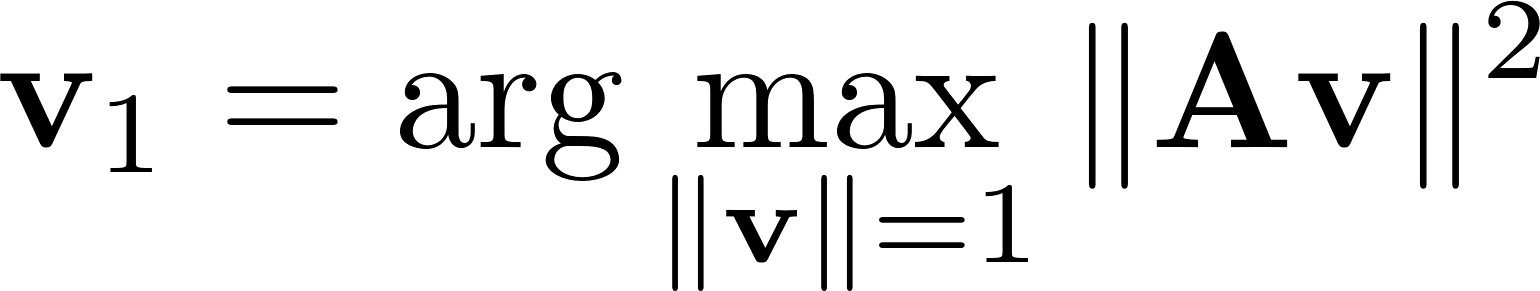 v₁ = arg max ‖Av‖²
‖v‖=1